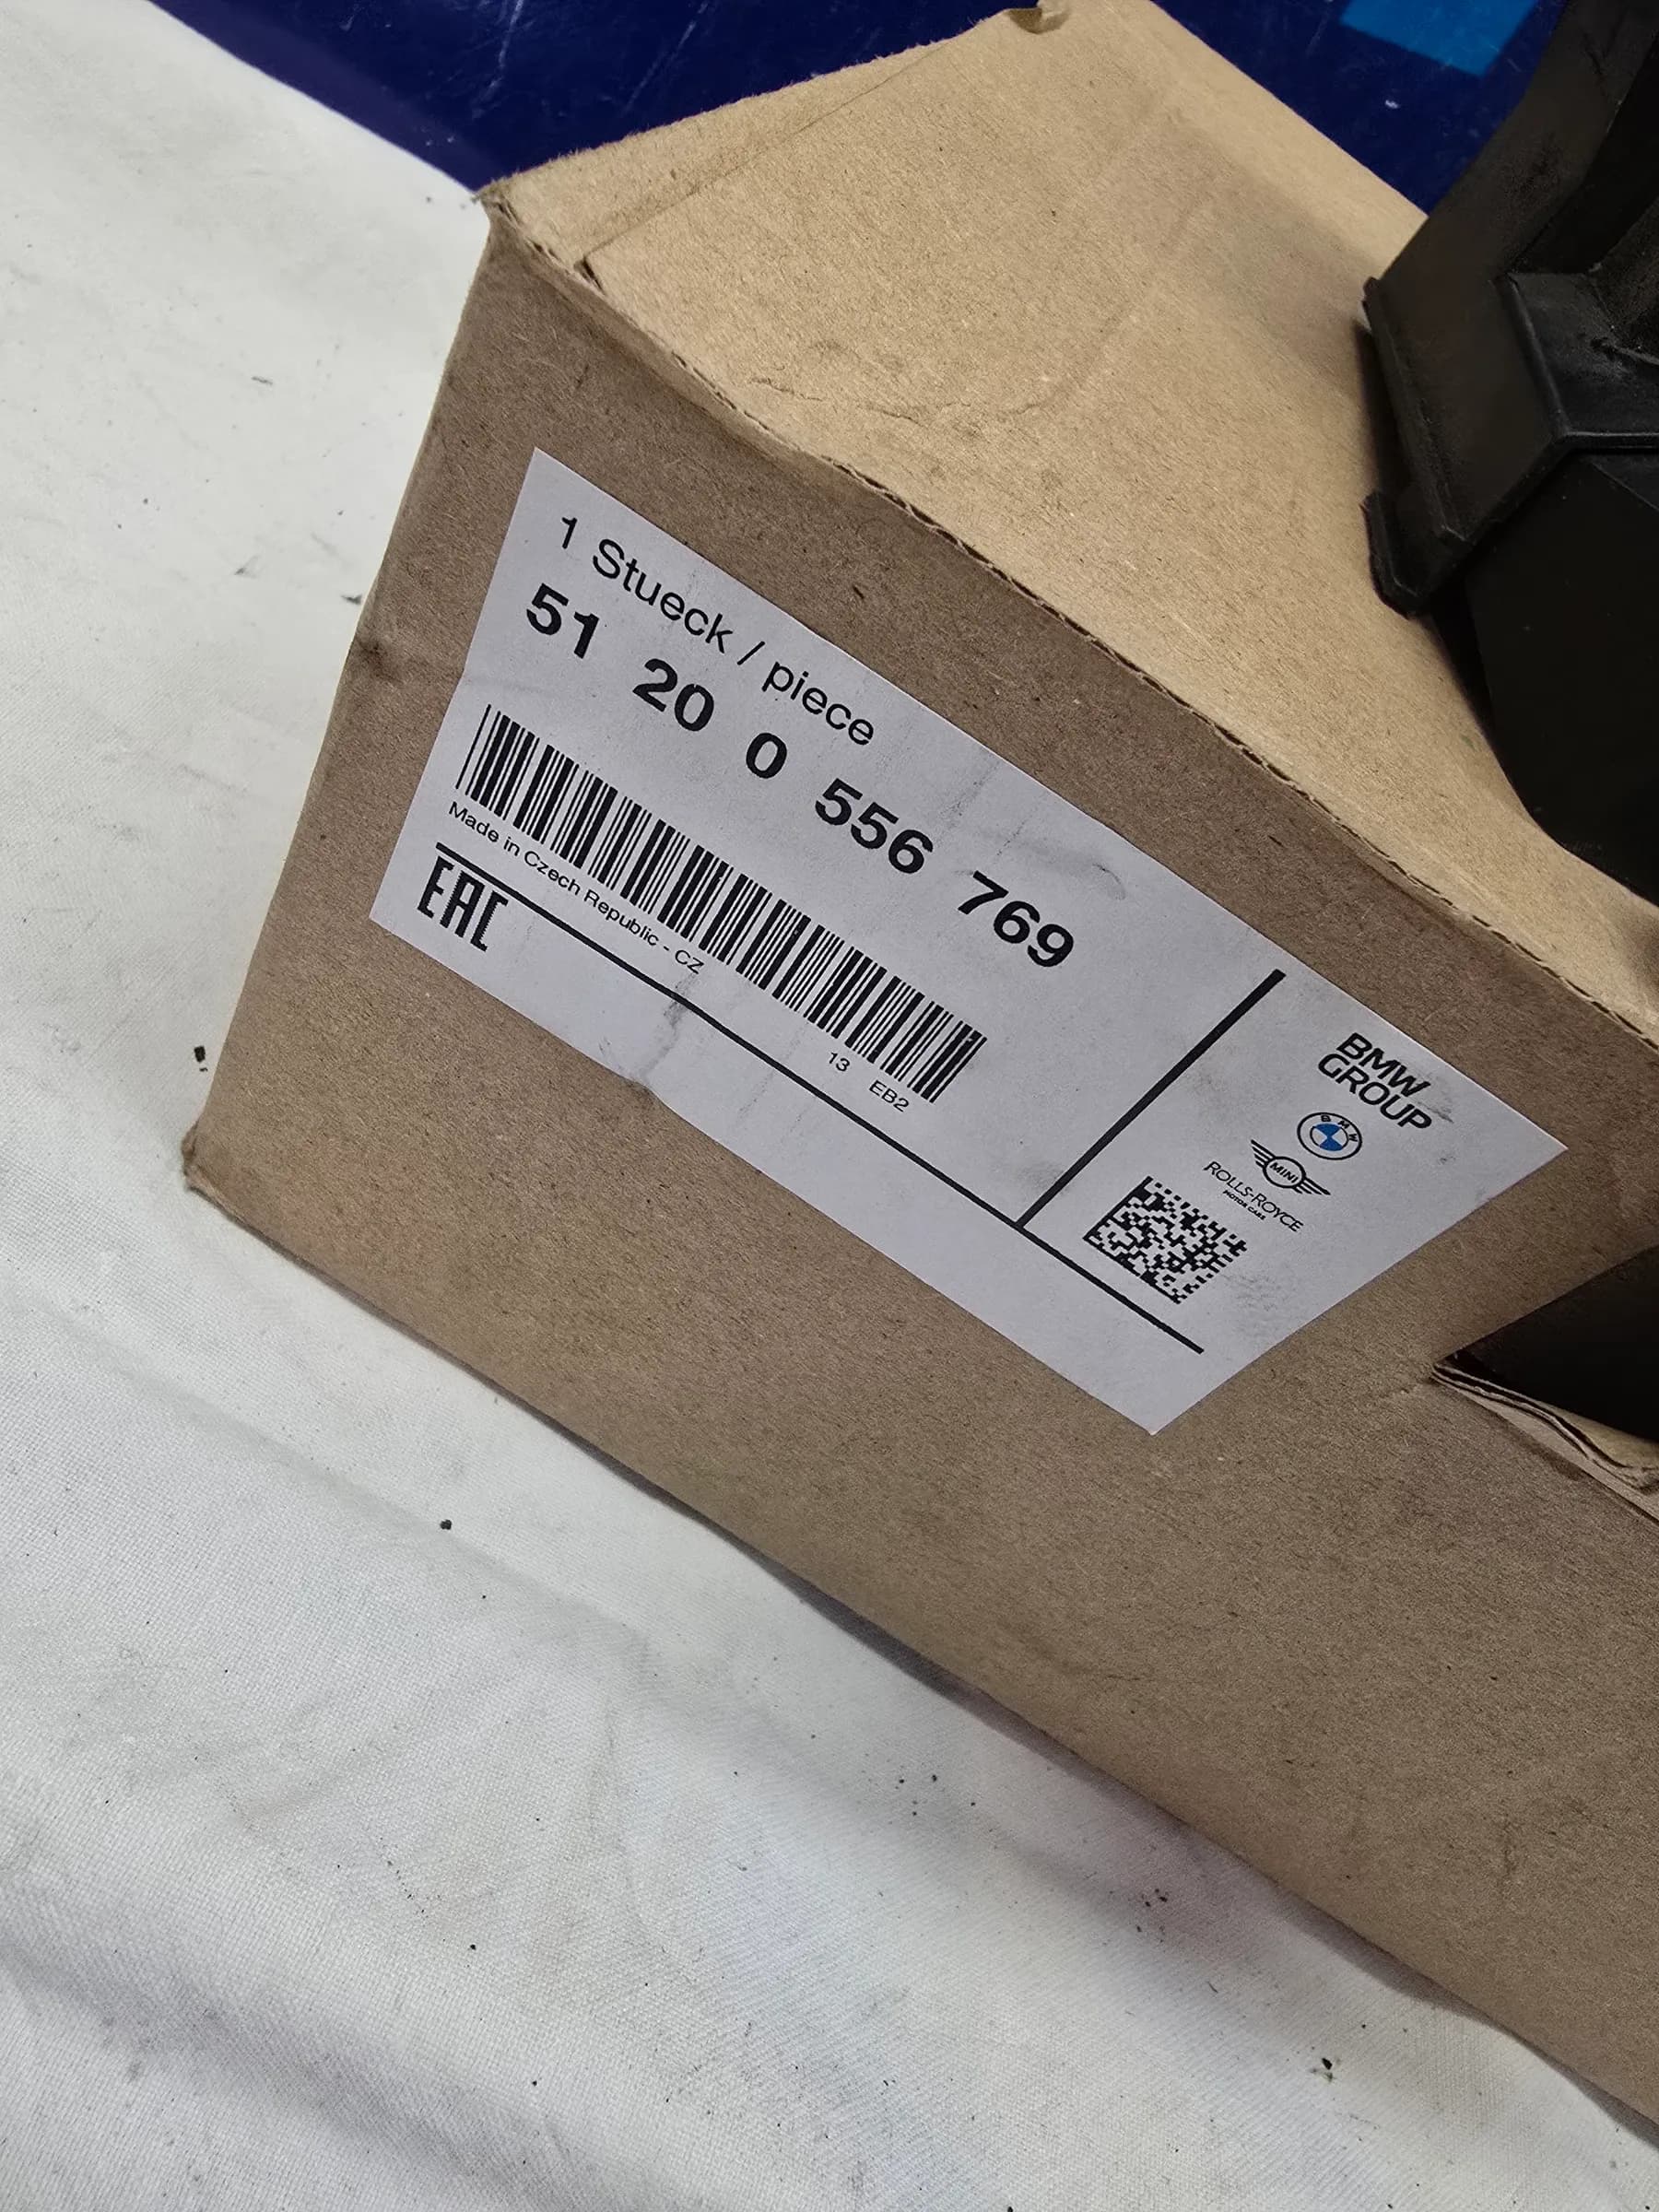 1 Stueck / piece
51 20 0 556 769
Made in Czech Republic - CZ
13 EB2
EAC
BMW
GROUP
BMW
MINI
ROLLS-ROYCE
MOTOR CARS